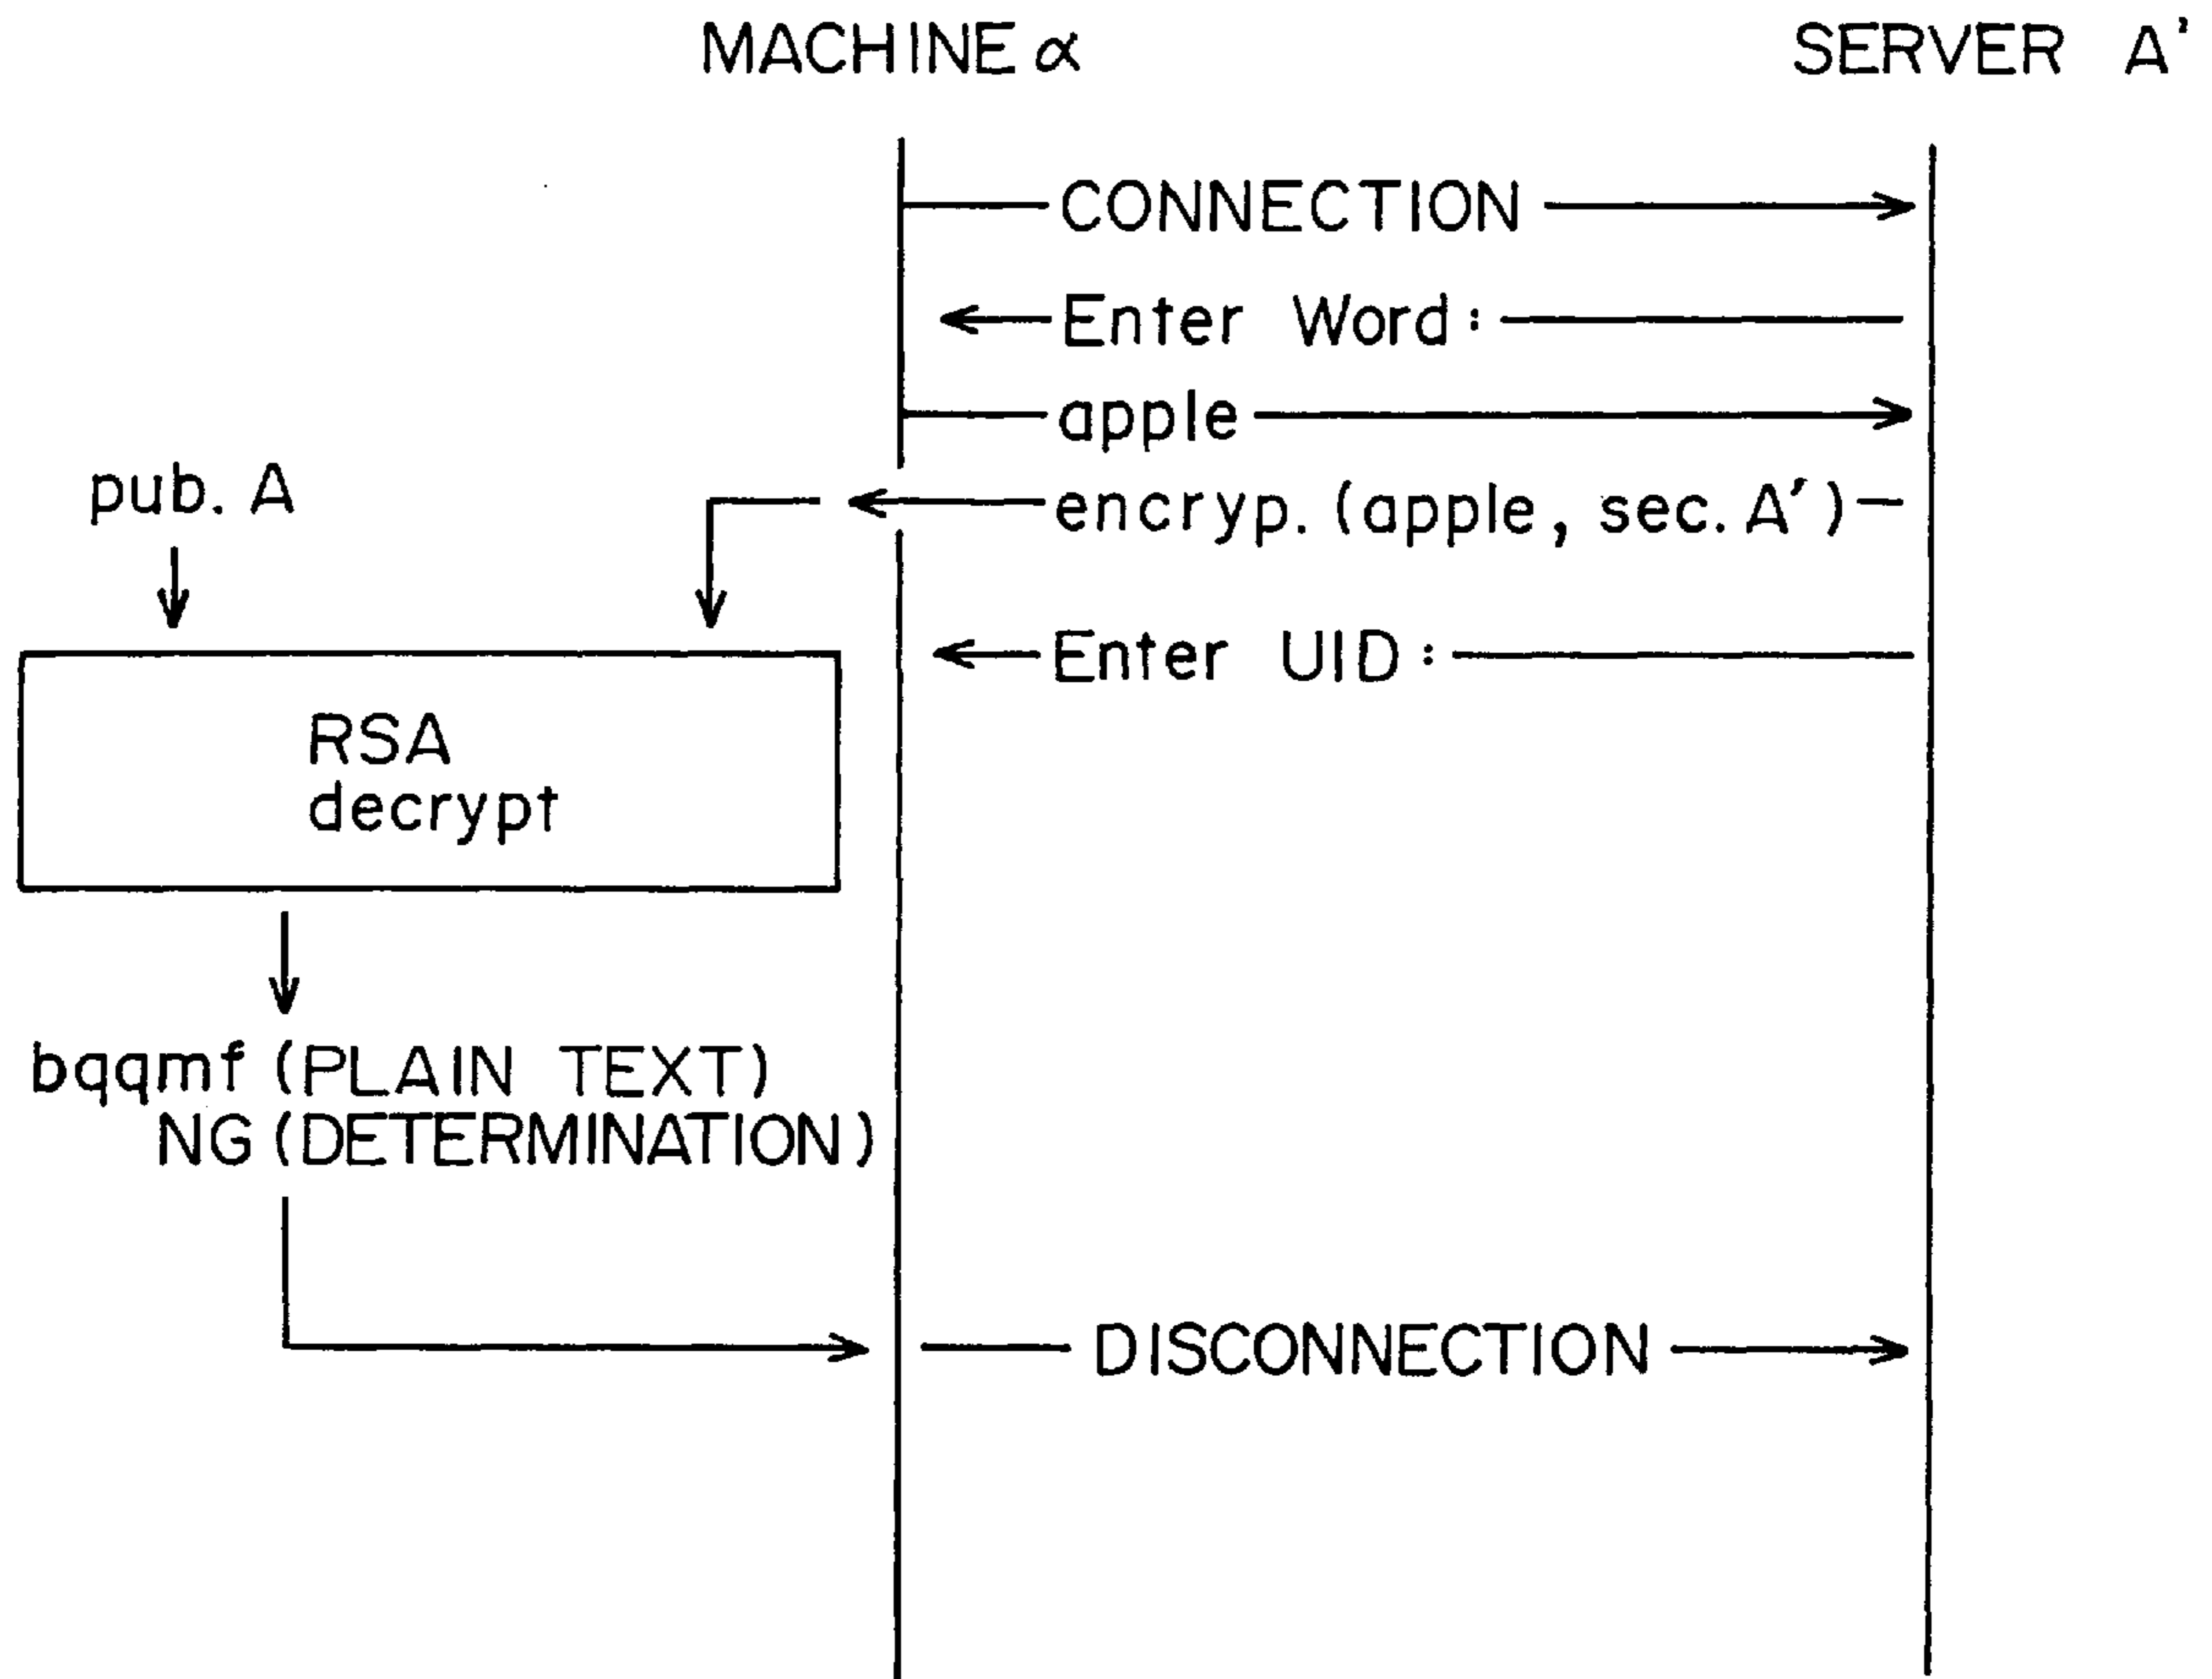 MACHINE α
SERVER A'
CONNECTION
Enter Word:
apple
pub. A
encryp. (apple, sec. A')
Enter UID:
RSA
decrypt
bqqmf (PLAIN TEXT)
NG (DETERMINATION)
DISCONNECTION